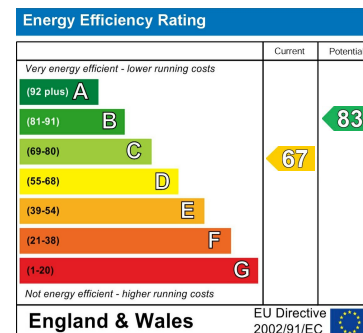 Energy Efficiency Rating
Current Potential
Very energy efficient - lower running costs
(92 plus) A
(81-91) B
83
(69-80) C
67
(55-68) D
(39-54) E
(21-38) F
(1-20) G
Not energy efficient - higher running costs
England & Wales
EU Directive
2002/91/EC